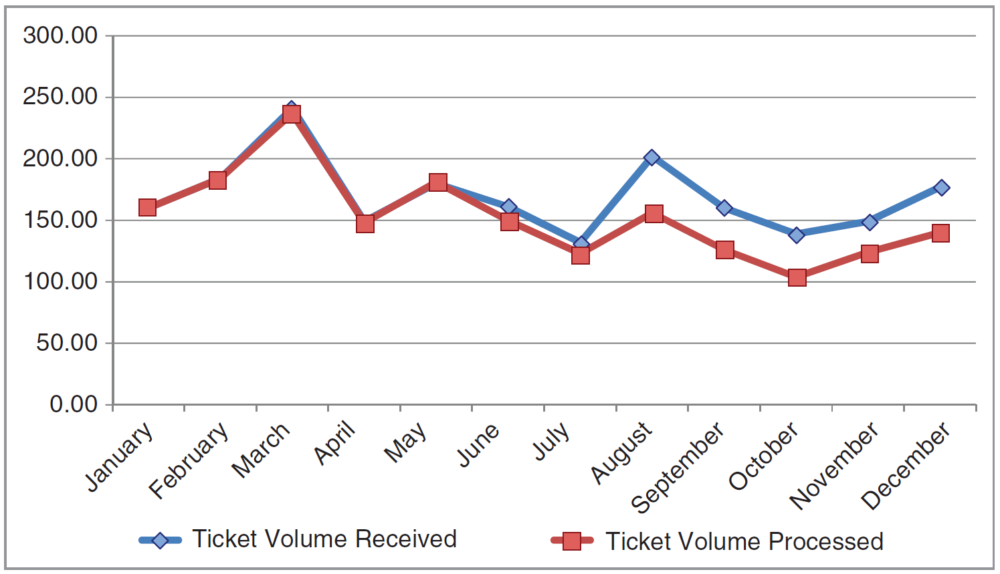 300.00
250.00
200.00
150.00
100.00
50.00
0.00
January
February
March
April
May
June
July
August
September
October
November
December
Ticket Volume Received
Ticket Volume Processed